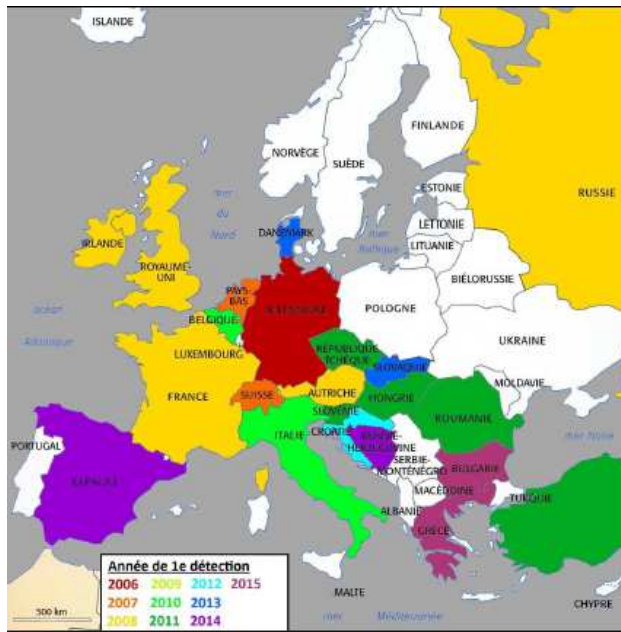 ISLANDE
FINLANDE
NORVÈGE
SUÈDE
RUSSIE
ESTONIE
mer
du
Nord
LETTONIE
DANEMARK
mer
Baltique
LITUANIE
IRLANDE
ROYAUME-
UNI
BIÉLORUSSIE
PAYS-
BAS
ALLEMAGNE
POLOGNE
océan
Atlantique
BELGIQUE
UKRAINE
LUXEMBOURG
RÉPUBLIQUE
TCHÈQUE
SLOVAQUIE
MOLDAVIE
FRANCE
SUISSE
AUTRICHE
HONGRIE
SLOVÉNIE
ROUMANIE
ITALIE
CROATIE
BOSNIE-
HERZÉGOVINE
mer Noire
PORTUGAL
SERBIE-
MONTÉNÉGRO
BULGARIE
ESPAGNE
MACÉDOINE
TURQUIE
ALBANIE
GRÈCE
Année de 1e détection
2006 2009 2012 2015
2007 2010 2013
2008 2011 2014
500 km
MALTE
CHYPRE
mer Méditerranée